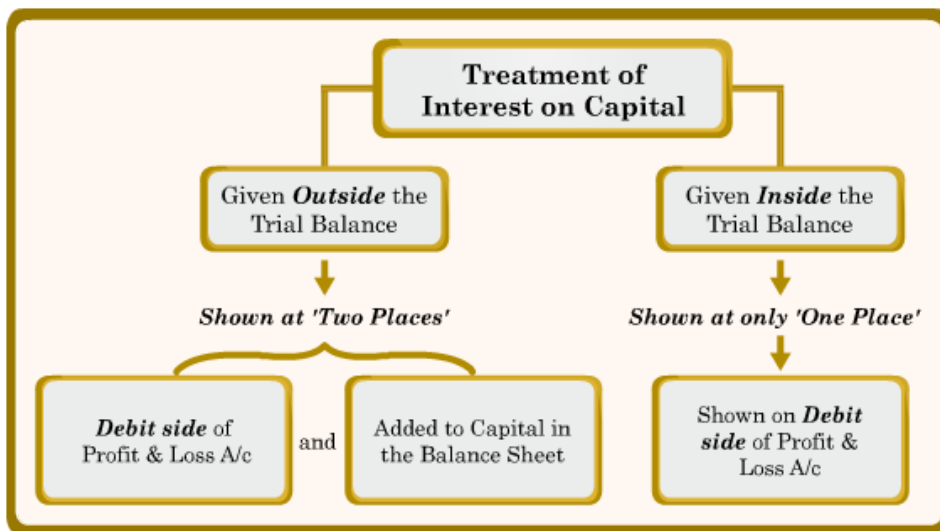 Treatment of
Interest on Capital
Given Outside the
Trial Balance
Given Inside the
Trial Balance
Shown at 'Two Places'
Shown at only 'One Place'
Debit side of
Profit & Loss A/c
and
Added to Capital in
the Balance Sheet
Shown on Debit
side of Profit &
Loss A/c